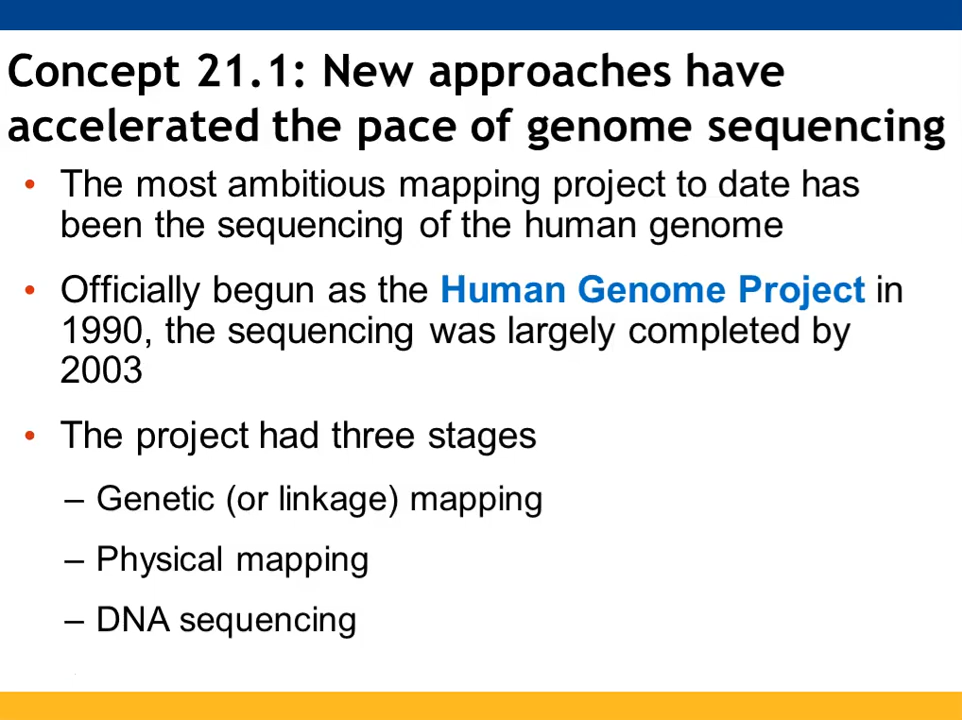 Concept 21.1: New approaches have
accelerated the pace of genome sequencing
• The most ambitious mapping project to date has
been the sequencing of the human genome
• Officially begun as the Human Genome Project in
1990, the sequencing was largely completed by
2003
• The project had three stages
– Genetic (or linkage) mapping
– Physical mapping
– DNA sequencing